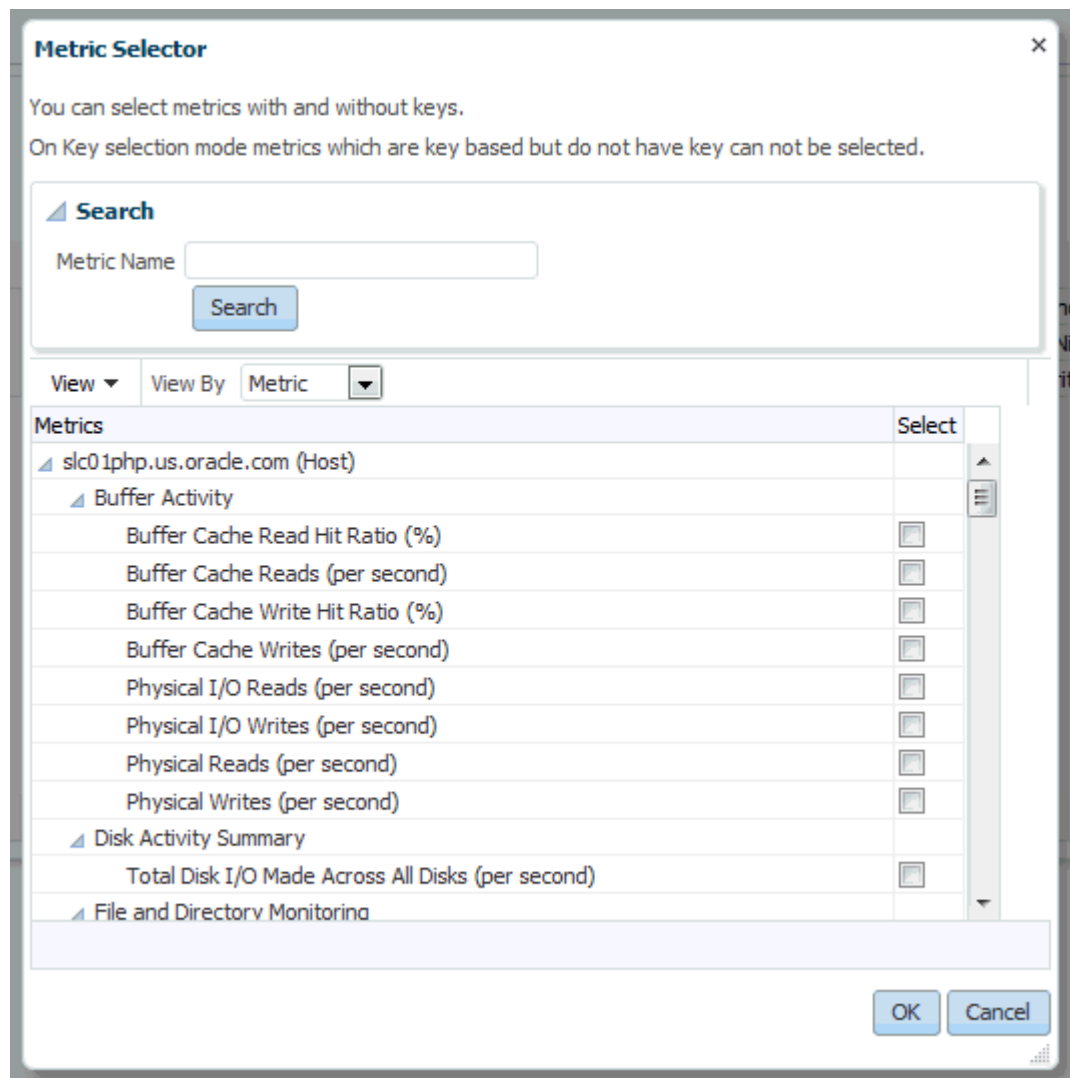 Metric Selector
You can select metrics with and without keys.
On Key selection mode metrics which are key based but do not have key can not be selected.
Search
Metric Name
Search
View View By Metric
Metrics Select
slc01php.us.oracle.com (Host)
Buffer Activity
Buffer Cache Read Hit Ratio (%)
Buffer Cache Reads (per second)
Buffer Cache Write Hit Ratio (%)
Buffer Cache Writes (per second)
Physical I/O Reads (per second)
Physical I/O Writes (per second)
Physical Reads (per second)
Physical Writes (per second)
Disk Activity Summary
Total Disk I/O Made Across All Disks (per second)
File and Directory Monitoring
OK Cancel